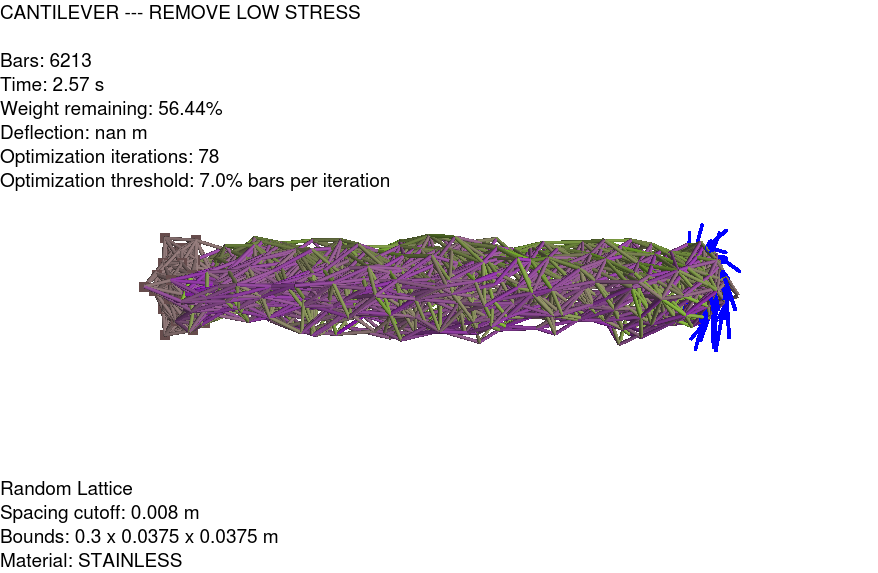 CANTILEVER --- REMOVE LOW STRESS
Bars: 6213
Time: 2.57 s
Weight remaining: 56.44%
Deflection: nan m
Optimization iterations: 78
Optimization threshold: 7.0% bars per iteration
Random Lattice
Spacing cutoff: 0.008 m
Bounds: 0.3 x 0.0375 x 0.0375 m
Material: STAINLESS